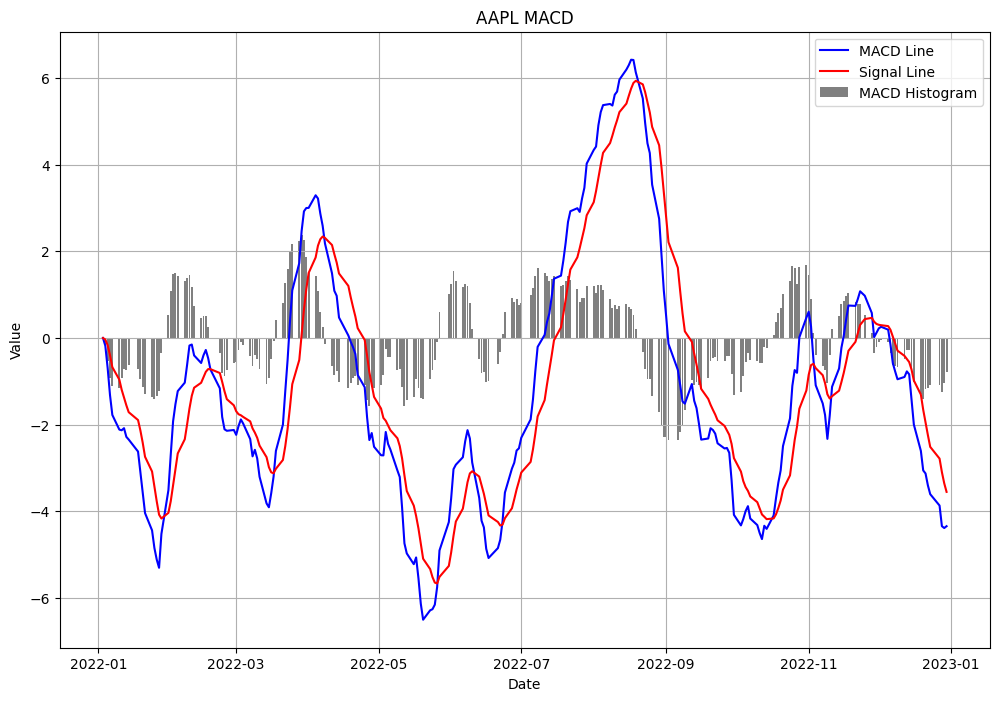 AAPL MACD
MACD Line
Signal Line
MACD Histogram
Value
6
4
2
0
−2
−4
−6
2022-01
2022-03
2022-05
2022-07
2022-09
2022-11
2023-01
Date